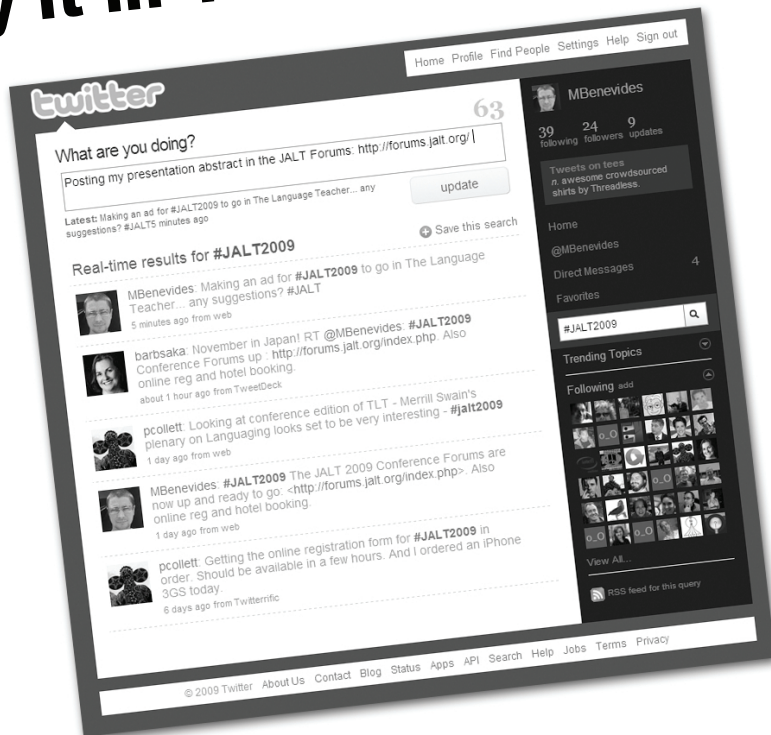 it in
twitter
Home Profile Find People Settings Help Sign out
What are you doing?
63
Posting my presentation abstract in the JALT Forums: http://forums.jalt.org/
Latest: Making an ad for #JALT2009 to go in The Language Teacher... any
suggestions? #JALT5 minutes ago
update
Real-time results for #JALT2009
Save this search
MBenevides: Making an ad for #JALT2009 to go in The Language
Teacher... any suggestions? #JALT
5 minutes ago from web
barbsaka: November in Japan! RT @MBenevides: #JALT2009
Conference Forums up : http://forums.jalt.org/index.php. Also
online reg and hotel booking.
about 1 hour ago from TweetDeck
pcollett: Looking at conference edition of TLT - Merrill Swain's
plenary on Languaging looks set to be very interesting - #jalt2009
1 day ago from web
MBenevides: #JALT2009 The JALT 2009 Conference Forums are
now up and ready to go: <http://forums.jalt.org/index.php>. Also
online reg and hotel booking.
1 day ago from web
pcollett: Getting the online registration form for #JALT2009 in
order. Should be available in a few hours. And I ordered an iPhone
3GS today.
6 days ago from Twitterrific
MBenevides
39 24 9
following followers updates
Tweets on tees
n. awesome crowdsourced
shirts by Threadless.
Home
@MBenevides
Direct Messages 4
Favorites
#JALT2009
Trending Topics
Following add
o_O
o_O
o_O
o_O
View All...
RSS feed for this query
© 2009 Twitter About Us Contact Blog Status Apps API Search Help Jobs Terms Privacy